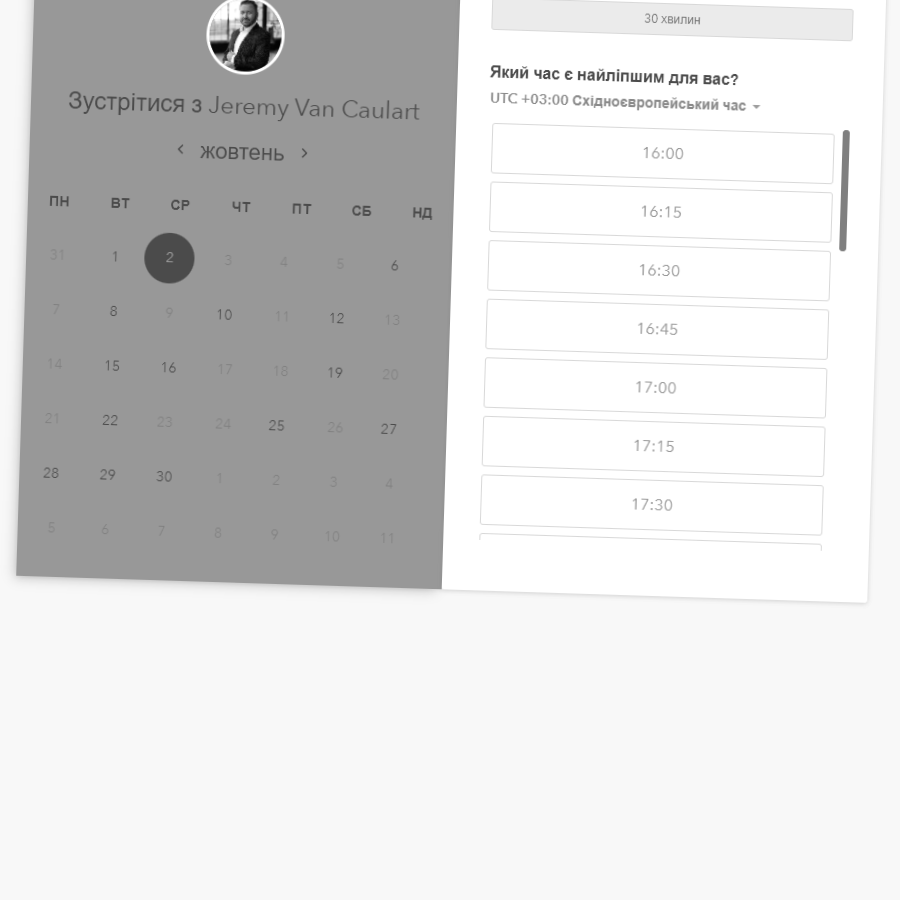 Зустрітися з Jeremy Van Caulart
жовтень
ПН ВТ СР ЧТ ПТ СБ НД
31 1 2 3 4 5 6
7 8 9 10 11 12 13
14 15 16 17 18 19 20
21 22 23 24 25 26 27
28 29 30 1 2 3 4
5 6 7 8 9 10 11
30 хвилин
Який час є найліпшим для вас?
UTC +03:00 Східноєвропейський час
16:00
16:15
16:30
16:45
17:00
17:15
17:30